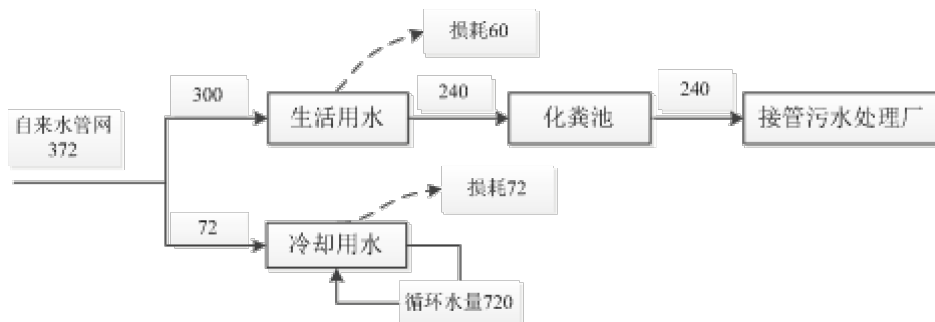 损耗60
300
240
240
自来水管网
372
生活用水
化粪池
接管污水处理厂
损耗72
72
冷却用水
循环水量720